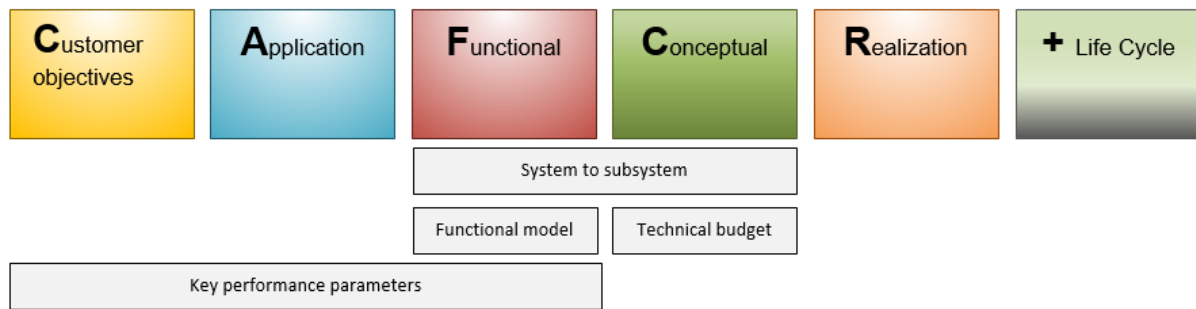 Customer
objectives
Application
Functional
Conceptual
Realization
+ Life Cycle
System to subsystem
Functional model
Technical budget
Key performance parameters